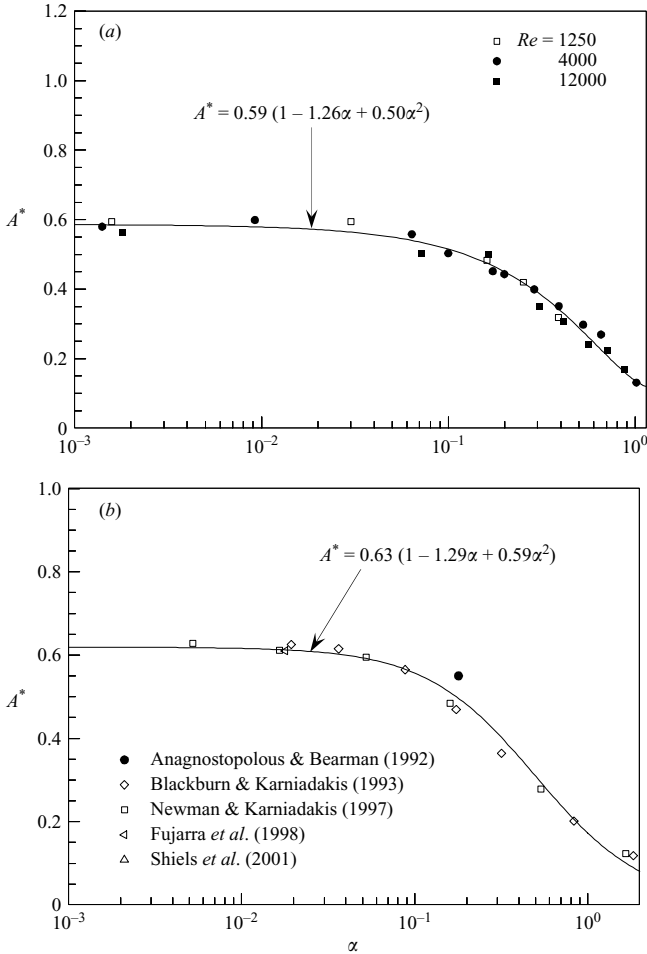 1.2
(a)
Re = 1250
4000
12000
1.0
A* = 0.59 (1 – 1.26α + 0.50α²)
0.8
0.6
A*
0.4
0.2
0
10⁻³
10⁻²
10⁻¹
10⁰
1.0
(b)
A* = 0.63 (1 – 1.29α + 0.59α²)
0.8
0.6
A*
0.4
Anagnostopolous & Bearman (1992)
Blackburn & Karniadakis (1993)
Newman & Karniadakis (1997)
Fujarra et al. (1998)
Shiels et al. (2001)
0.2
0
10⁻³
10⁻²
10⁻¹
10⁰
α